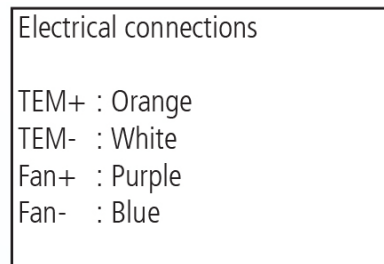 Electrical connections
TEM+ : Orange
TEM- : White
Fan+ : Purple
Fan- : Blue